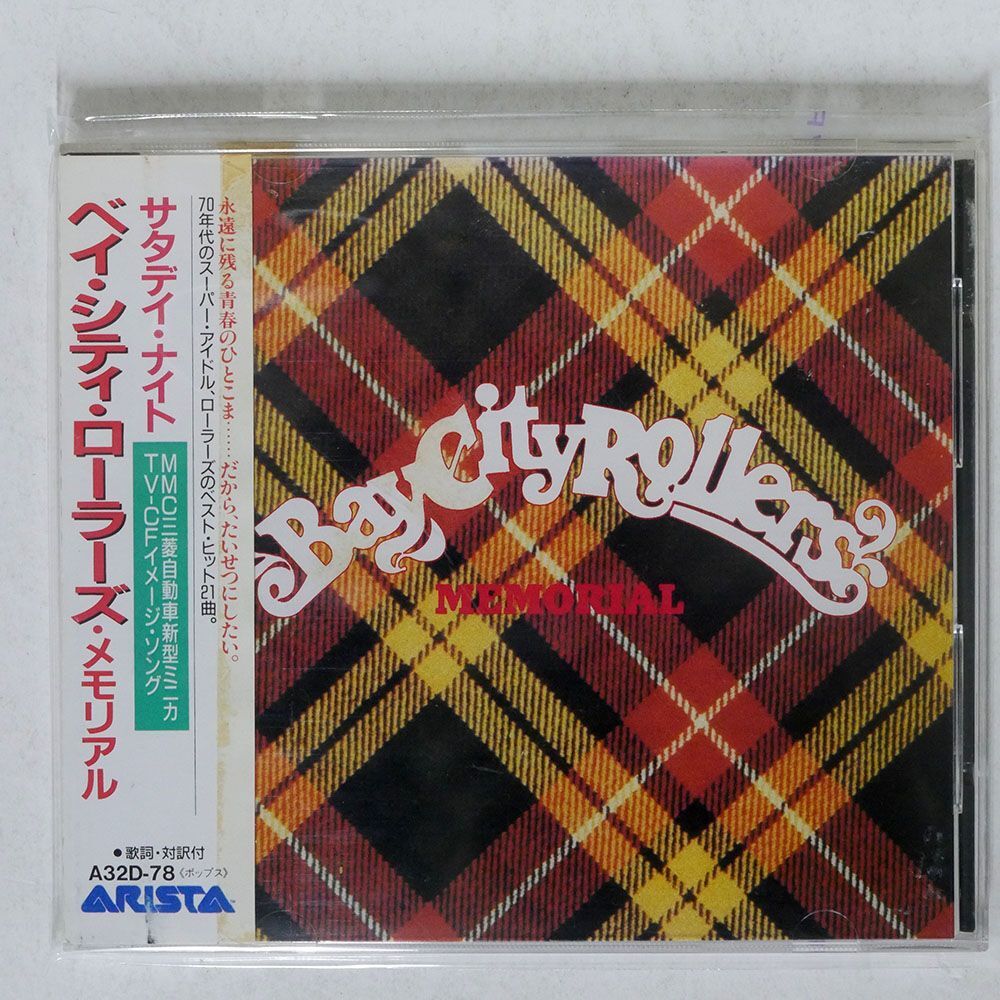 永遠に残る青春のひとこま……だから、たいせつにしたい。
70年代のスーパー・アイドル、ローラーズのベスト・ヒット21曲。
サタデイ・ナイト
MMC三菱自動車新型ミニカ
TV-CFイメージ・ソング
ベイ・シティ・ローラーズ・メモリアル
●歌詞・対訳付
A32D-78《ポップス》
ARISTA
Bay City Rollers
MEMORIAL